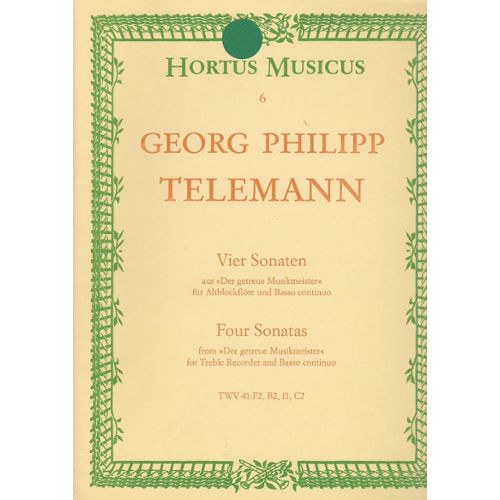 HORTUS MUSICUS
6
GEORG PHILIPP
TELEMANN
Vier Sonaten
aus »Der getreue Musikmeister«
für Altblockflöte und Basso continuo
Four Sonatas
from »Der getreue Musikmeister«
for Treble Recorder and Basso continuo
TWV 41:F2, B2, f1, C2